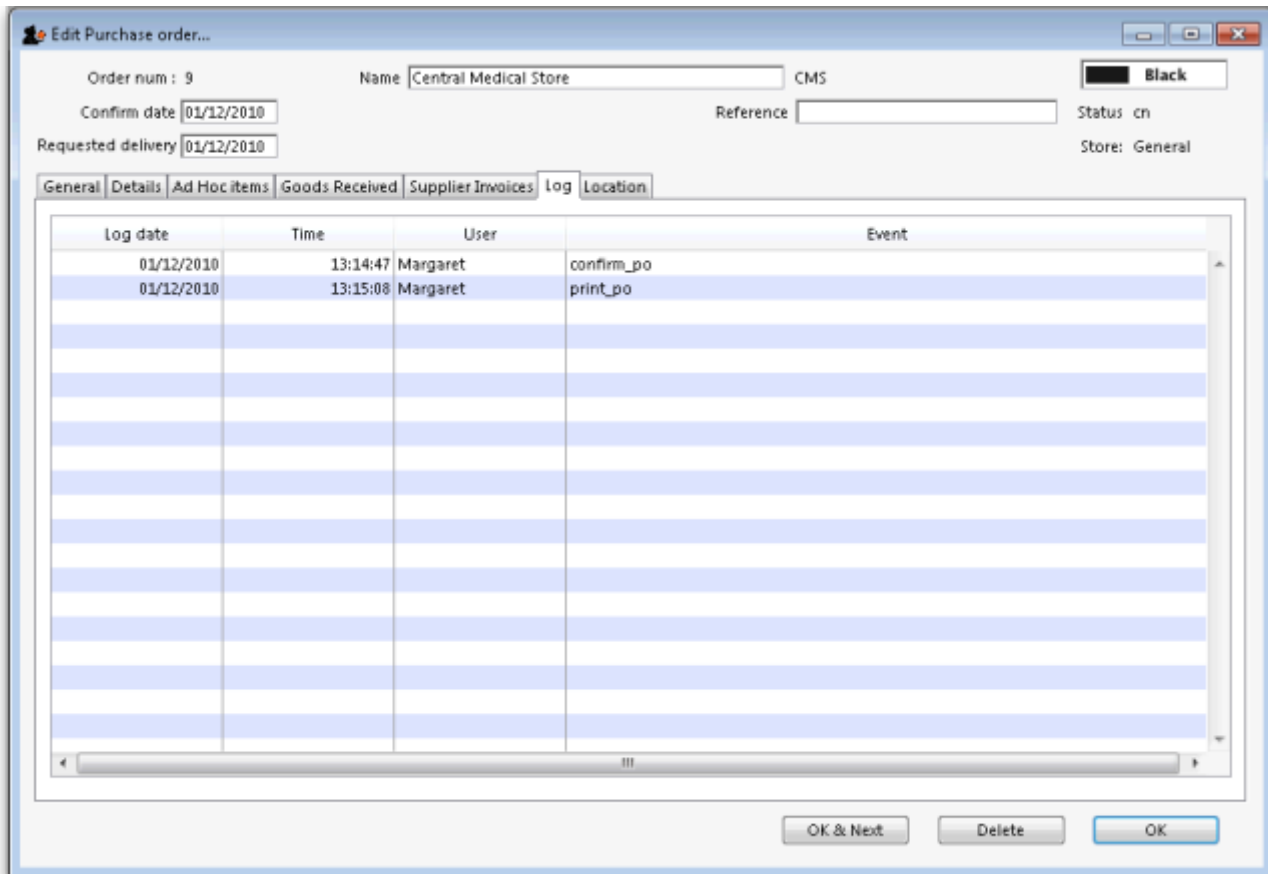 Edit Purchase order...
Order num : 9 Name Central Medical Store CMS Black
Confirm date 01/12/2010 Reference Status cn
Requested delivery 01/12/2010 Store: General
General Details Ad Hoc items Goods Received Supplier Invoices Log Location
Log date Time User Event
01/12/2010 13:14:47 Margaret confirm_po
01/12/2010 13:15:08 Margaret print_po
OK & Next Delete OK